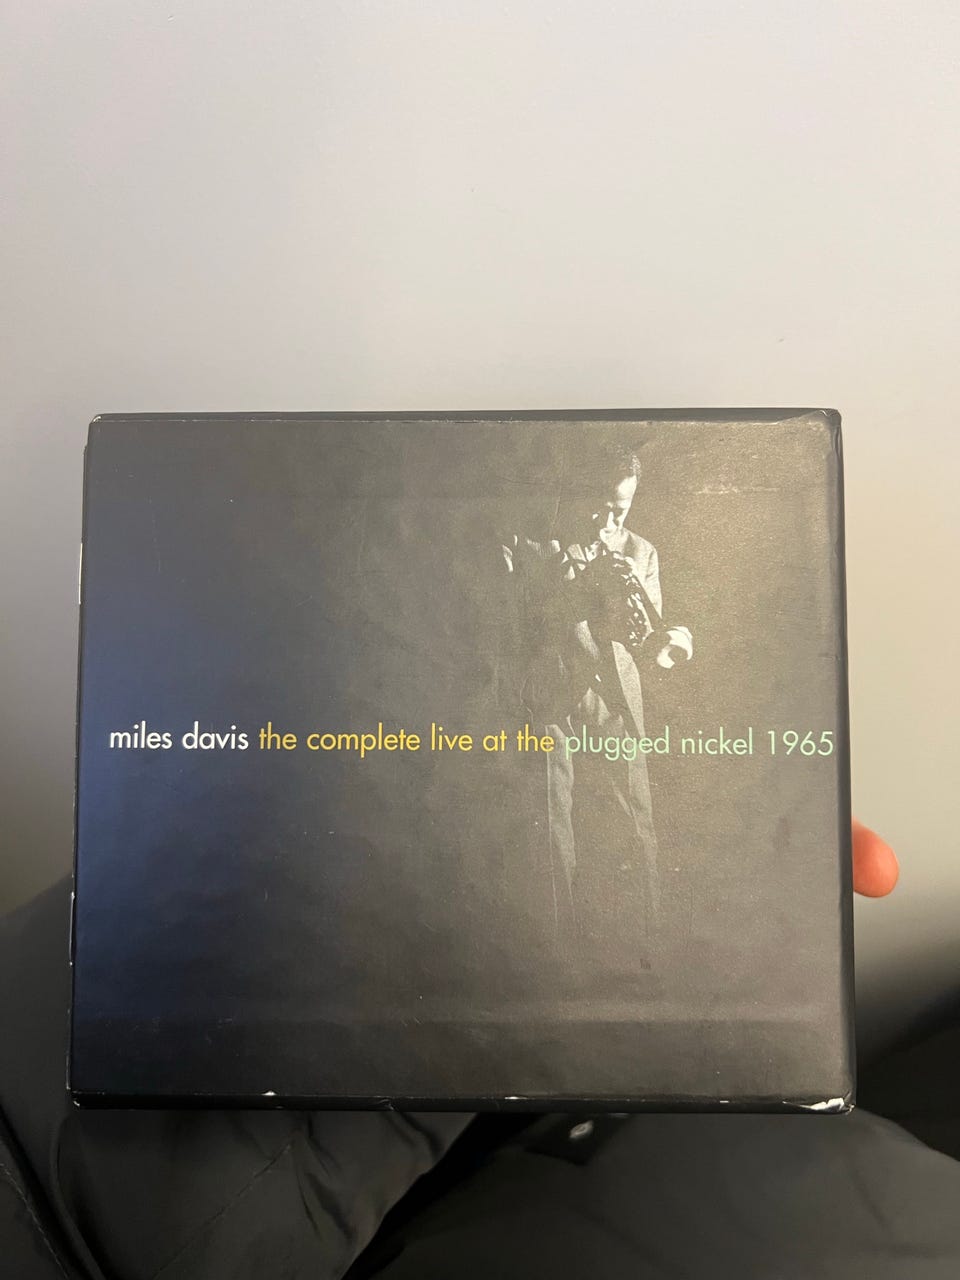 miles davis the complete live at the plugged nickel 1965